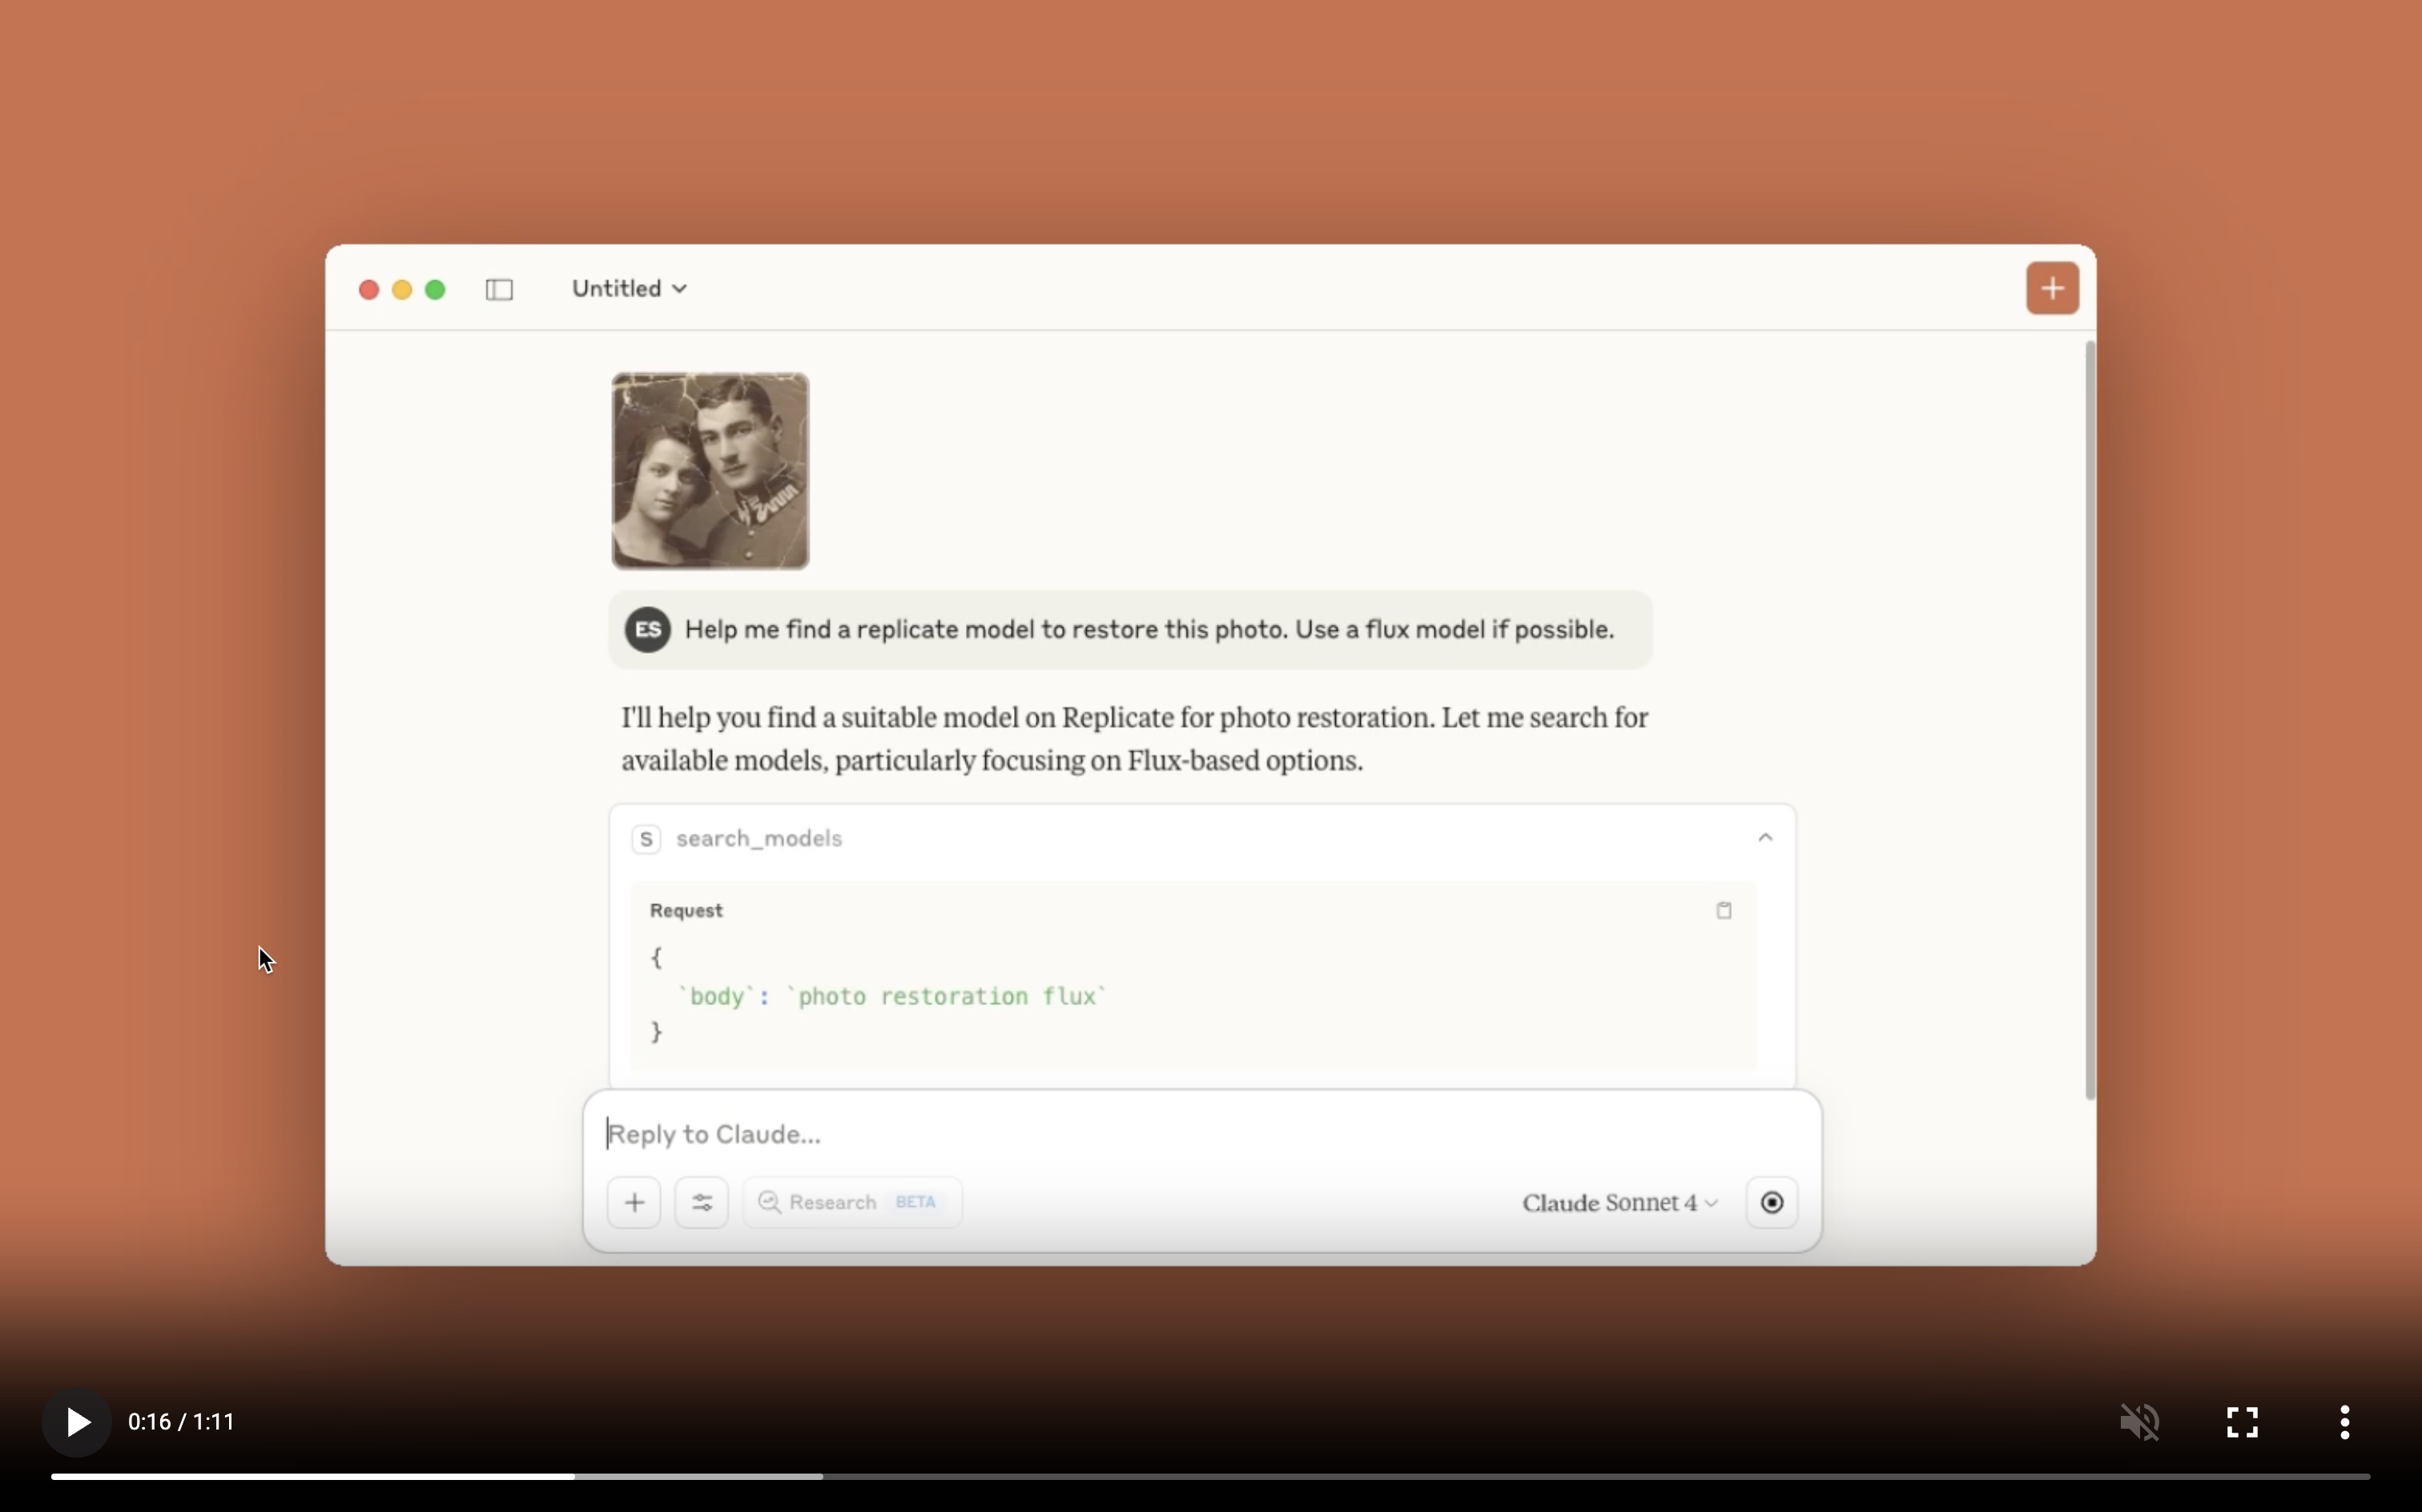 Untitled
ES Help me find a replicate model to restore this photo. Use a flux model if possible.
I'll help you find a suitable model on Replicate for photo restoration. Let me search for
available models, particularly focusing on Flux-based options.
S search_models
Request
{
`body`: `photo restoration flux`
}
Reply to Claude...
Research BETA
Claude Sonnet 4
0:16 / 1:11